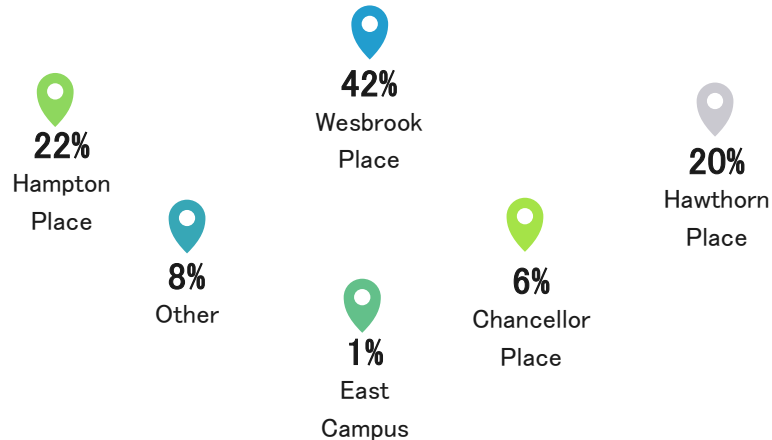 42%
Wesbrook
Place
22%
Hampton
Place
20%
Hawthorn
Place
8%
Other
6%
Chancellor
Place
1%
East
Campus